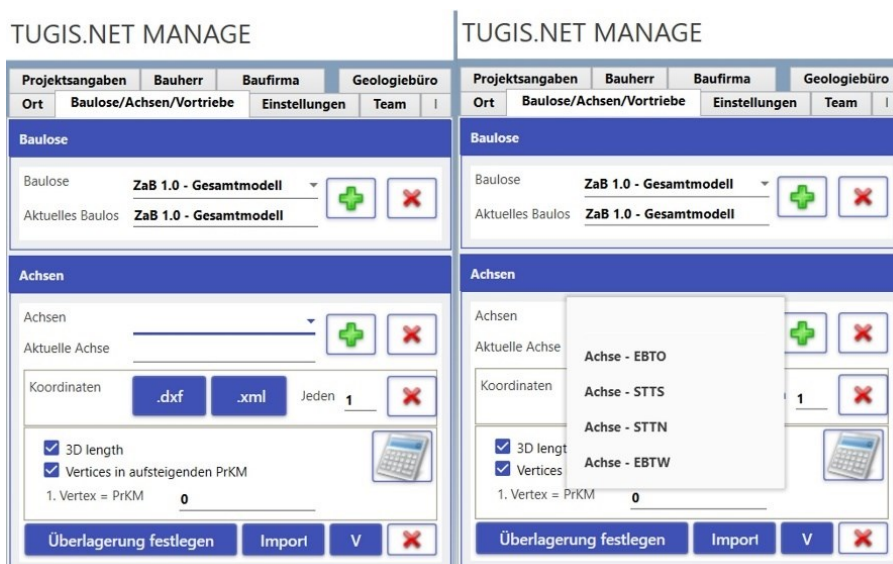 TUGIS.NET MANAGE
Projektsangaben Bauherr Baufirma Geologiebüro
Ort Baulose/Achsen/Vortriebe Einstellungen Team
Baulose
Baulose ZaB 1.0 - Gesamtmodell
Aktuelles Baulos ZaB 1.0 - Gesamtmodell
Achsen
Achsen
Aktuelle Achse
Koordinaten .dxf .xml Jeden 1
3D length
Vertices in aufsteigenden PrKM
1. Vertex = PrKM 0
Überlagerung festlegen Import V
TUGIS.NET MANAGE
Projektsangaben Bauherr Baufirma Geologiebüro
Ort Baulose/Achsen/Vortriebe Einstellungen Team
Baulose
Baulose ZaB 1.0 - Gesamtmodell
Aktuelles Baulos ZaB 1.0 - Gesamtmodell
Achsen
Achsen
Aktuelle Achse
Achse - EBTO
Koordinaten 1
Achse - STTS
Achse - STTN
3D lengt
Achse - EBTW
Vertices
1. Vertex = PrKM 0
Überlagerung festlegen Import V